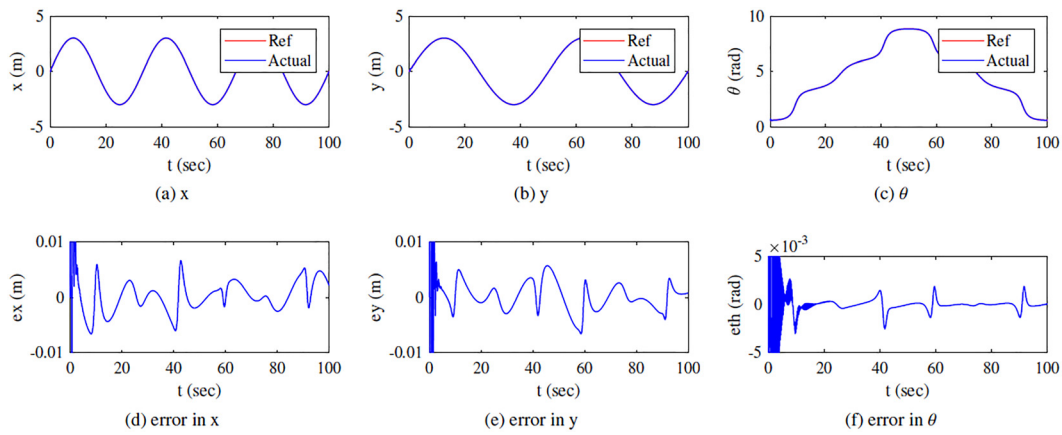 5
0
-5
x (m)
Ref
Actual
0 20 40 60 80 100
t (sec)
(a) x
5
0
-5
y (m)
Ref
Actual
0 20 40 60 80 100
t (sec)
(b) y
10
5
0
θ (rad)
Ref
Actual
0 20 40 60 80 100
t (sec)
(c) θ
0.01
0
-0.01
ex (m)
0 20 40 60 80 100
t (sec)
(d) error in x
0.01
0
-0.01
ey (m)
0 20 40 60 80 100
t (sec)
(e) error in y
×10⁻³
5
0
-5
eth (rad)
0 20 40 60 80 100
t (sec)
(f) error in θ